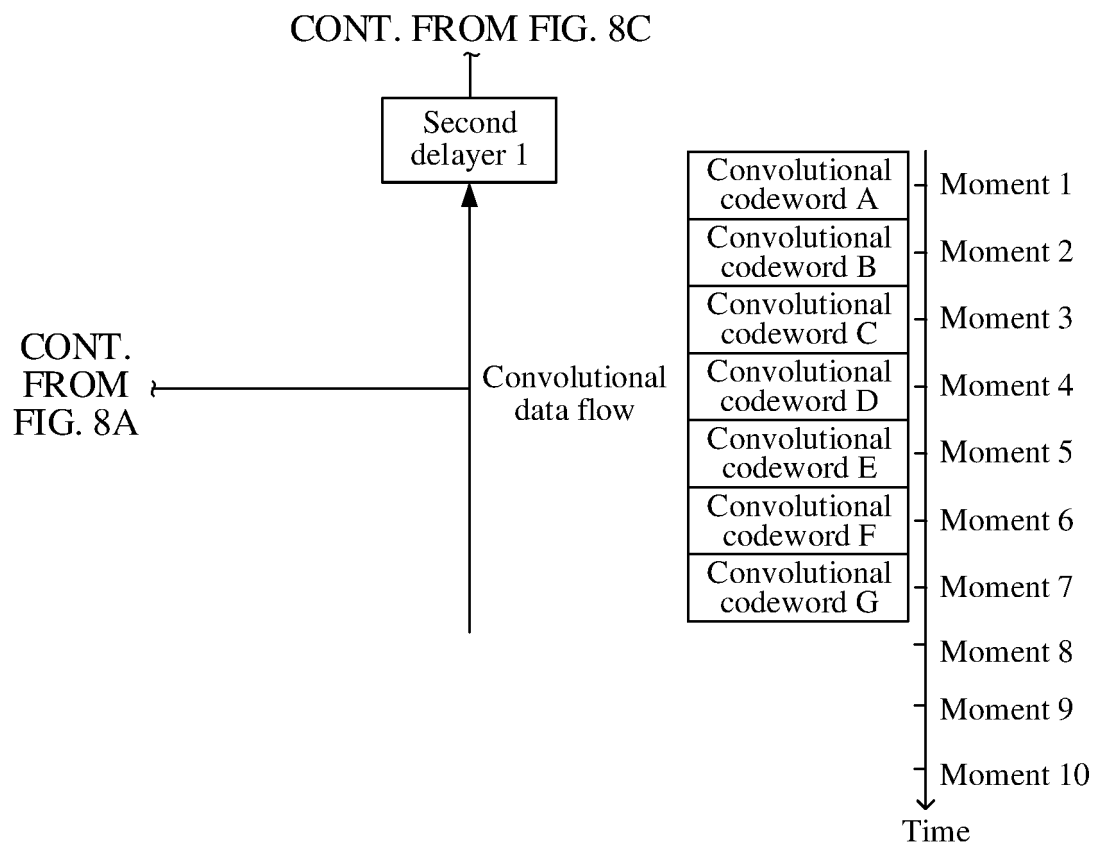 CONT. FROM FIG. 8C
Second
delayer 1
Convolutional
codeword A
Moment 1
Convolutional
codeword B
Moment 2
Convolutional
codeword C
Moment 3
CONT.
FROM
FIG. 8A
Convolutional
data flow
Convolutional
codeword D
Moment 4
Convolutional
codeword E
Moment 5
Convolutional
codeword F
Moment 6
Convolutional
codeword G
Moment 7
Moment 8
Moment 9
Moment 10
Time